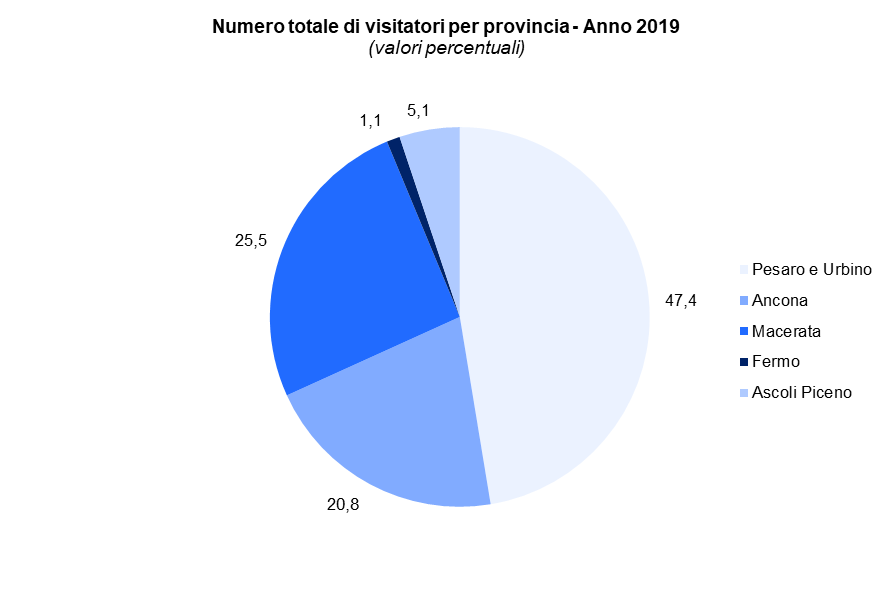 Numero totale di visitatori per provincia - Anno 2019
(valori percentuali)
1,1
5,1
25,5
47,4
20,8
Pesaro e Urbino
Ancona
Macerata
Fermo
Ascoli Piceno